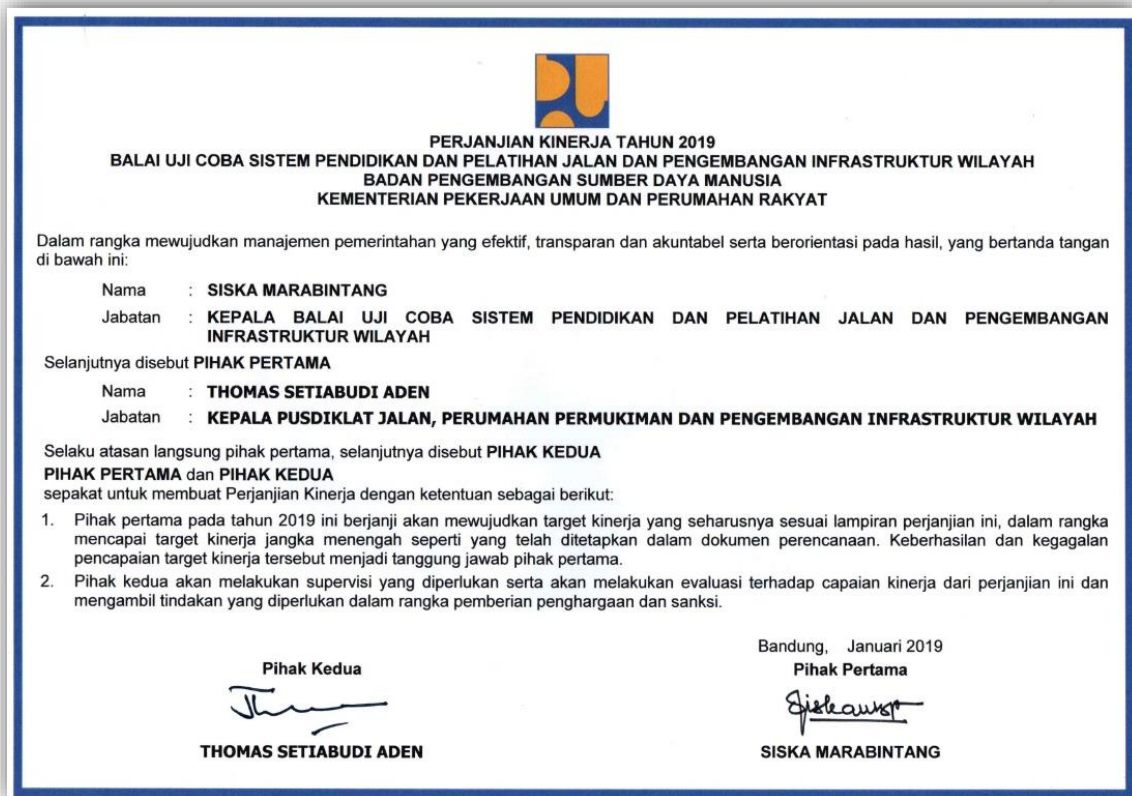 PERJANJIAN KINERJA TAHUN 2019
BALAI UJI COBA SISTEM PENDIDIKAN DAN PELATIHAN JALAN DAN PENGEMBANGAN INFRASTRUKTUR WILAYAH
BADAN PENGEMBANGAN SUMBER DAYA MANUSIA
KEMENTERIAN PEKERJAAN UMUM DAN PERUMAHAN RAKYAT
Dalam rangka mewujudkan manajemen pemerintahan yang efektif, transparan dan akuntabel serta berorientasi pada hasil, yang bertanda tangan
di bawah ini:
Nama : SISKA MARABINTANG
Jabatan : KEPALA BALAI UJI COBA SISTEM PENDIDIKAN DAN PELATIHAN JALAN DAN PENGEMBANGAN
INFRASTRUKTUR WILAYAH
Selanjutnya disebut PIHAK PERTAMA
Nama : THOMAS SETIABUDI ADEN
Jabatan : KEPALA PUSDIKLAT JALAN, PERUMAHAN PERMUKIMAN DAN PENGEMBANGAN INFRASTRUKTUR WILAYAH
Selaku atasan langsung pihak pertama, selanjutnya disebut PIHAK KEDUA
PIHAK PERTAMA dan PIHAK KEDUA
sepakat untuk membuat Perjanjian Kinerja dengan ketentuan sebagai berikut:
1. Pihak pertama pada tahun 2019 ini berjanji akan mewujudkan target kinerja yang seharusnya sesuai lampiran perjanjian ini, dalam rangka
mencapai target kinerja jangka menengah seperti yang telah ditetapkan dalam dokumen perencanaan. Keberhasilan dan kegagalan
pencapaian target kinerja tersebut menjadi tanggung jawab pihak pertama.
2. Pihak kedua akan melakukan supervisi yang diperlukan serta akan melakukan evaluasi terhadap capaian kinerja dari perjanjian ini dan
mengambil tindakan yang diperlukan dalam rangka pemberian penghargaan dan sanksi.
Bandung, Januari 2019
Pihak Kedua
THOMAS SETIABUDI ADEN
Pihak Pertama
SISKA MARABINTANG